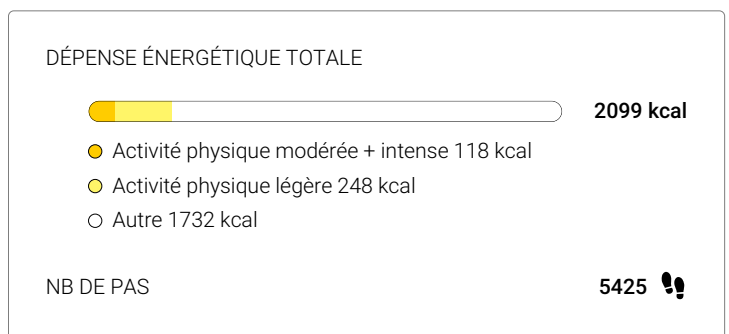 DÉPENSE ÉNERGÉTIQUE TOTALE
2099 kcal
Activité physique modérée + intense 118 kcal
Activité physique légère 248 kcal
Autre 1732 kcal
NB DE PAS 5425